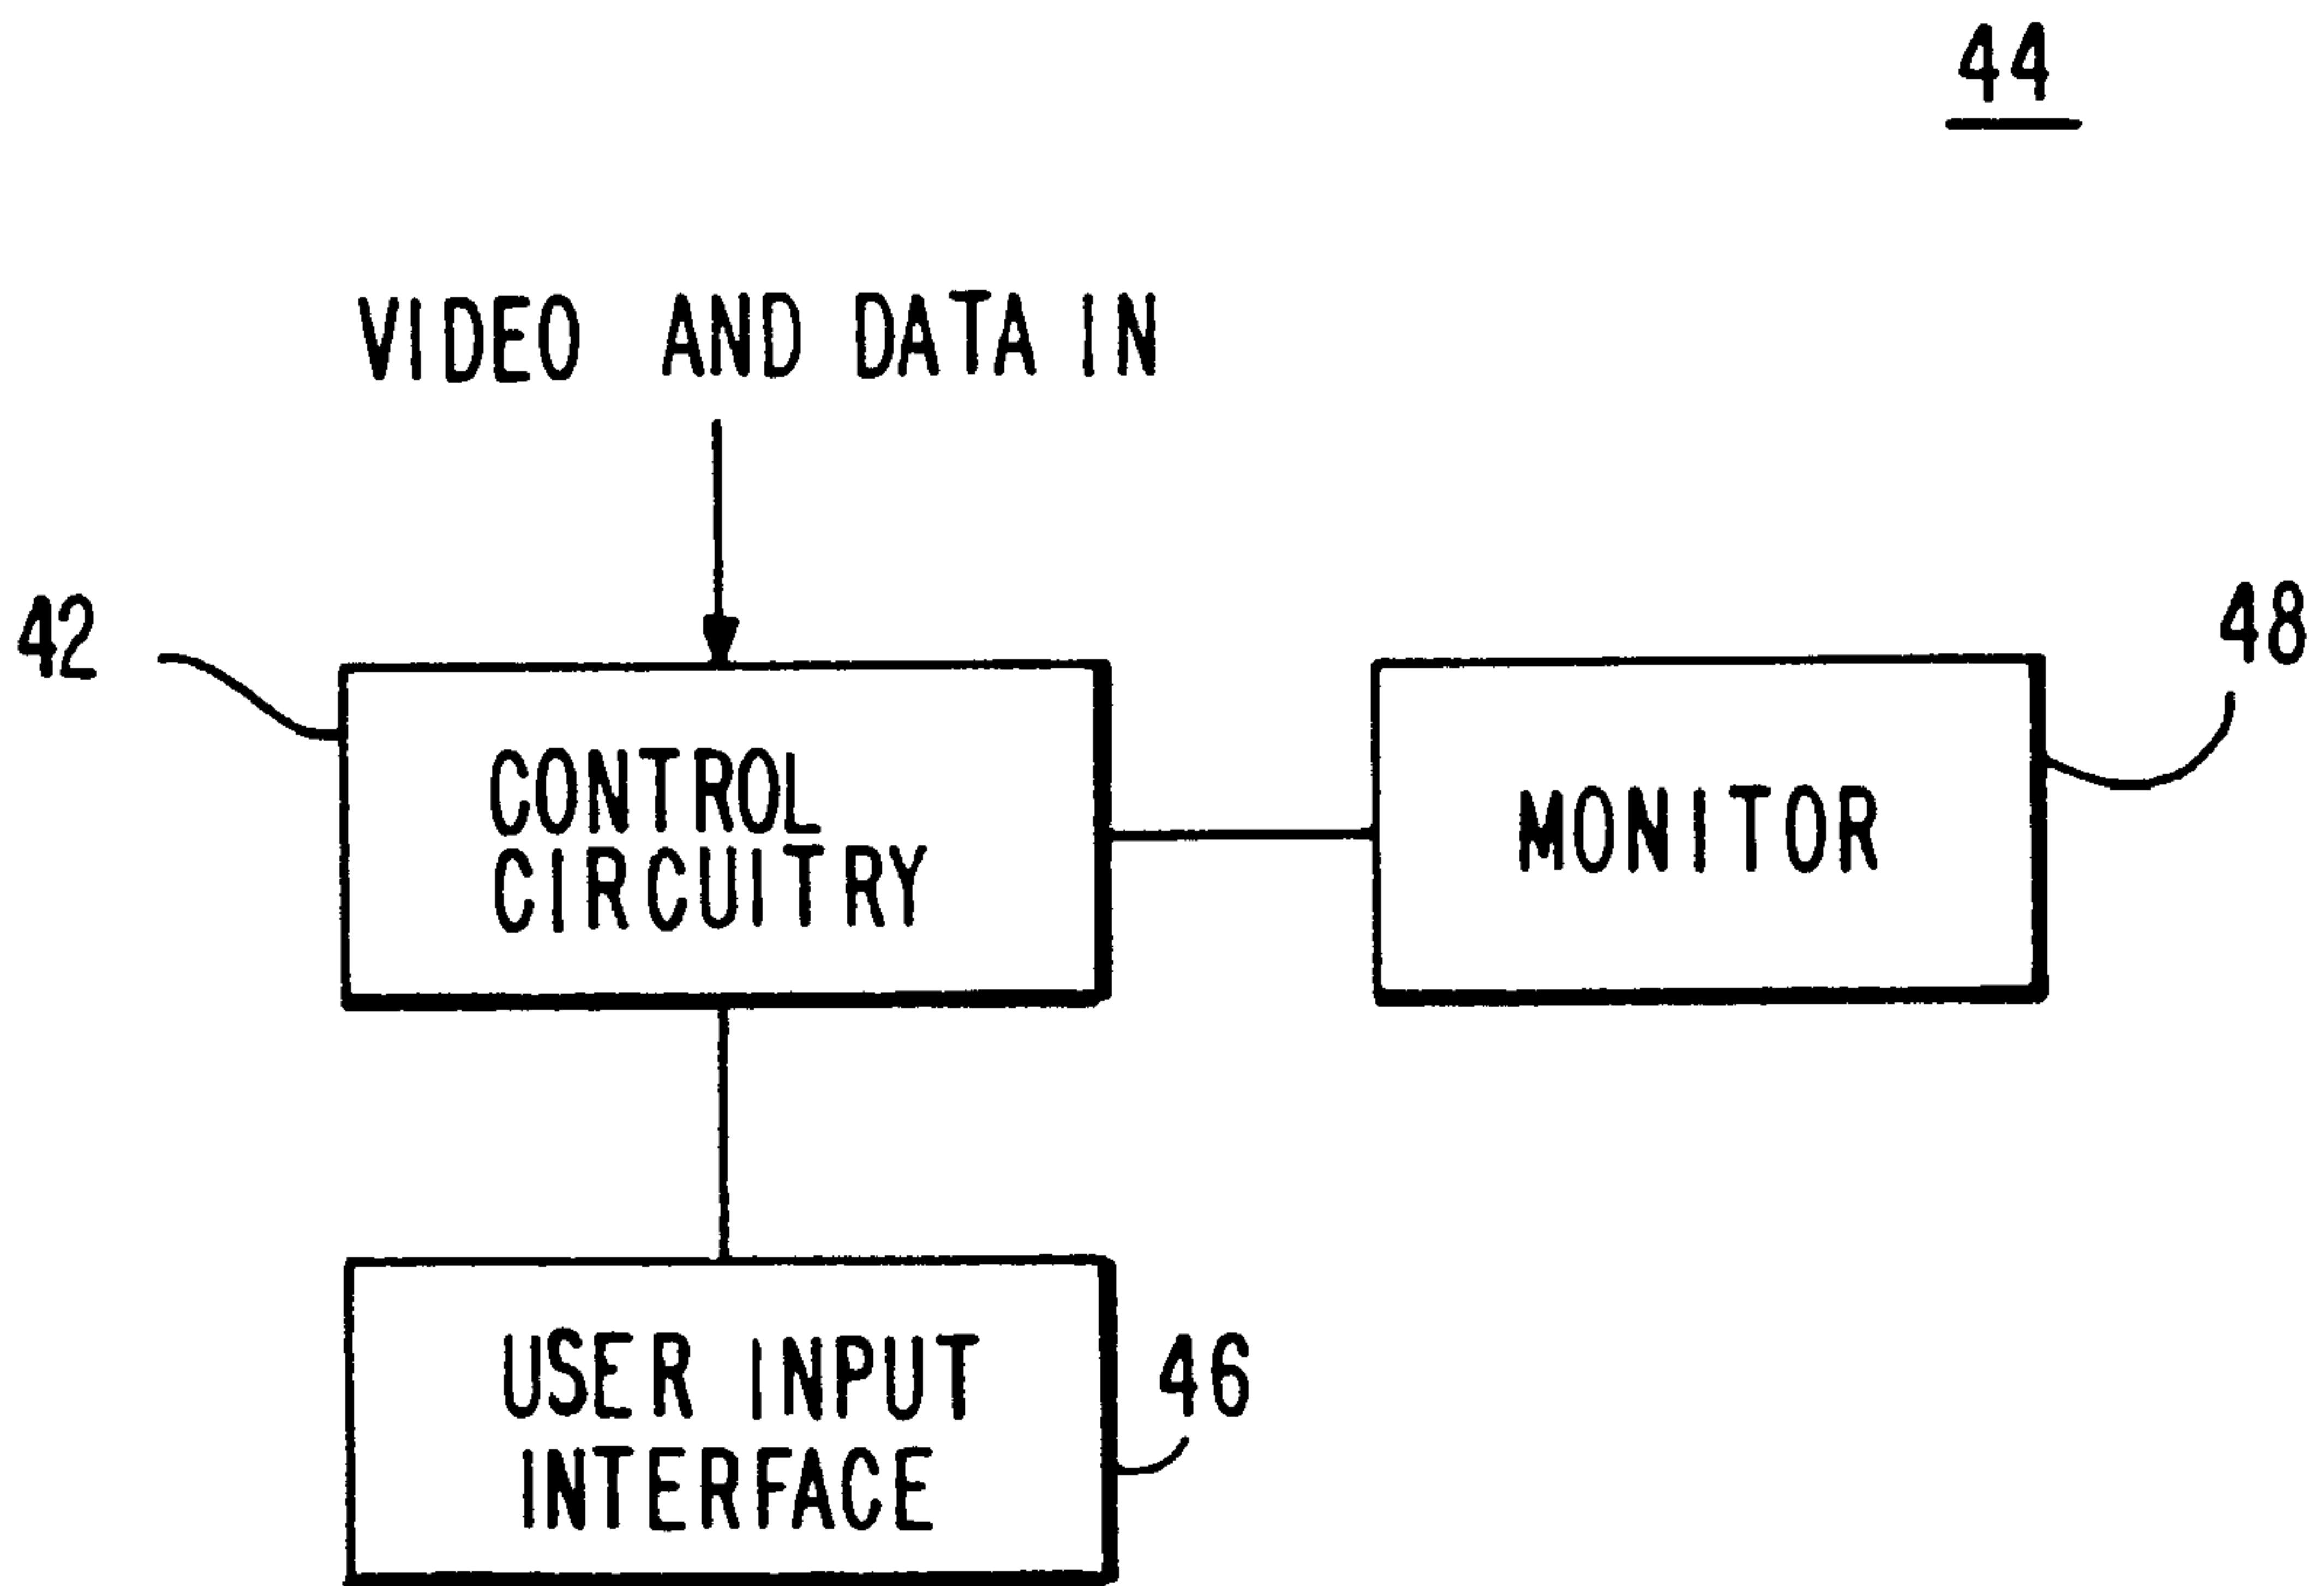 44
VIDEO AND DATA IN
42
48
CONTROL
CIRCUITRY
MONITOR
USER INPUT
INTERFACE
46